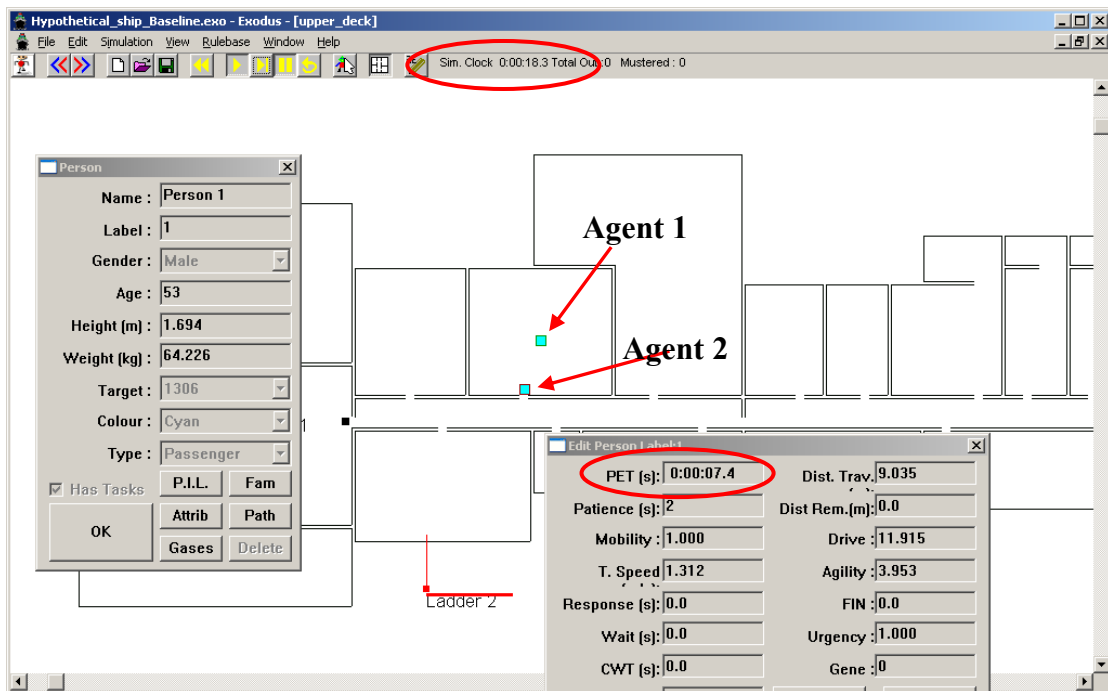 Hypothetical_ship_Baseline.exo - Exodus - [upper_deck]
File Edit Simulation View Rulebase Window Help
Sim. Clock 0:00:18.3 Total Out:0 Mustered : 0
Person
Name : Person 1
Label : 1
Gender : Male
Age : 53
Height (m) : 1.694
Weight (kg) : 64.226
Target : 1306
Colour : Cyan
Type : Passenger
Has Tasks P.I.L. Fam
OK Attrib Path
Gases Delete
Agent 1
Agent 2
1
Ladder 2
Edit Person Label:1
PET (s): 0:00:07.4 Dist. Trav. 9.035
Patience (s): 2 Dist Rem.(m): 0.0
Mobility : 1.000 Drive : 11.915
T. Speed 1.312 Agility : 3.953
Response (s): 0.0 FIN : 0.0
Wait (s): 0.0 Urgency : 1.000
CWT (s): 0.0 Gene : 0